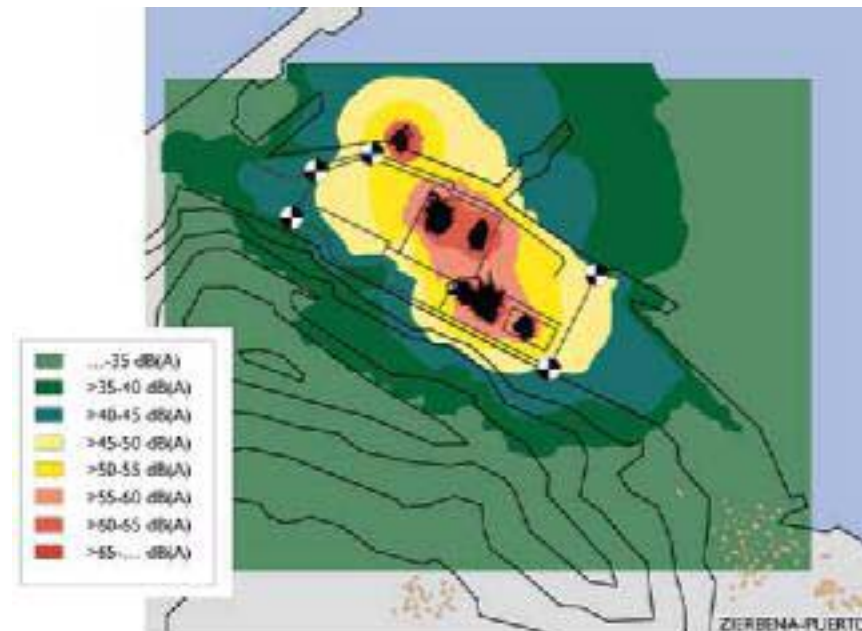 ...-35 dB(A)
>35-40 dB(A)
>40-45 dB(A)
>45-50 dB(A)
>50-55 dB(A)
>55-60 dB(A)
>60-65 dB(A)
>65-... dB(A)
ZIERBENA-PUERTO